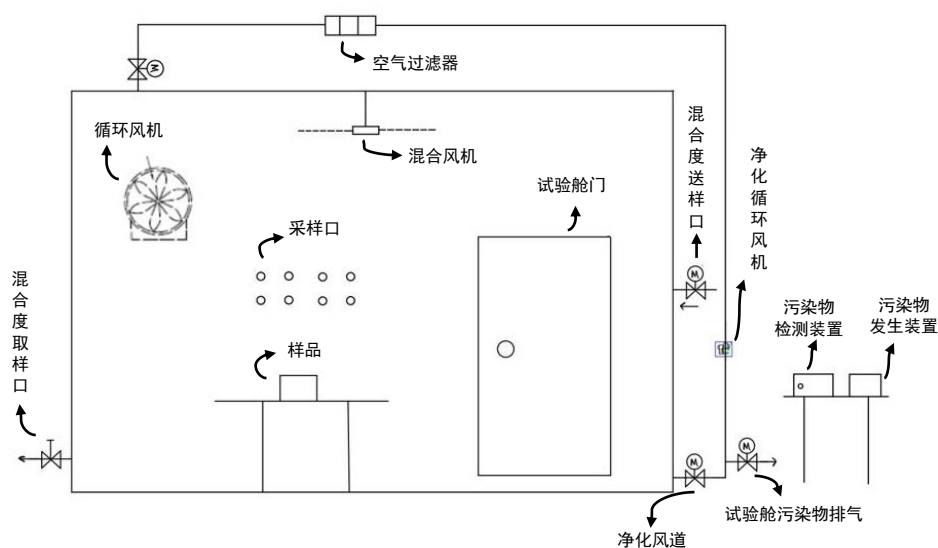 空气过滤器
M
循环风机
混合风机
混合度送样口
净化循环风机
试验舱门
采样口
M
混合度取样口
污染物
检测装置
污染物
发生装置
样品
M
M
试验舱污染物排气
净化风道